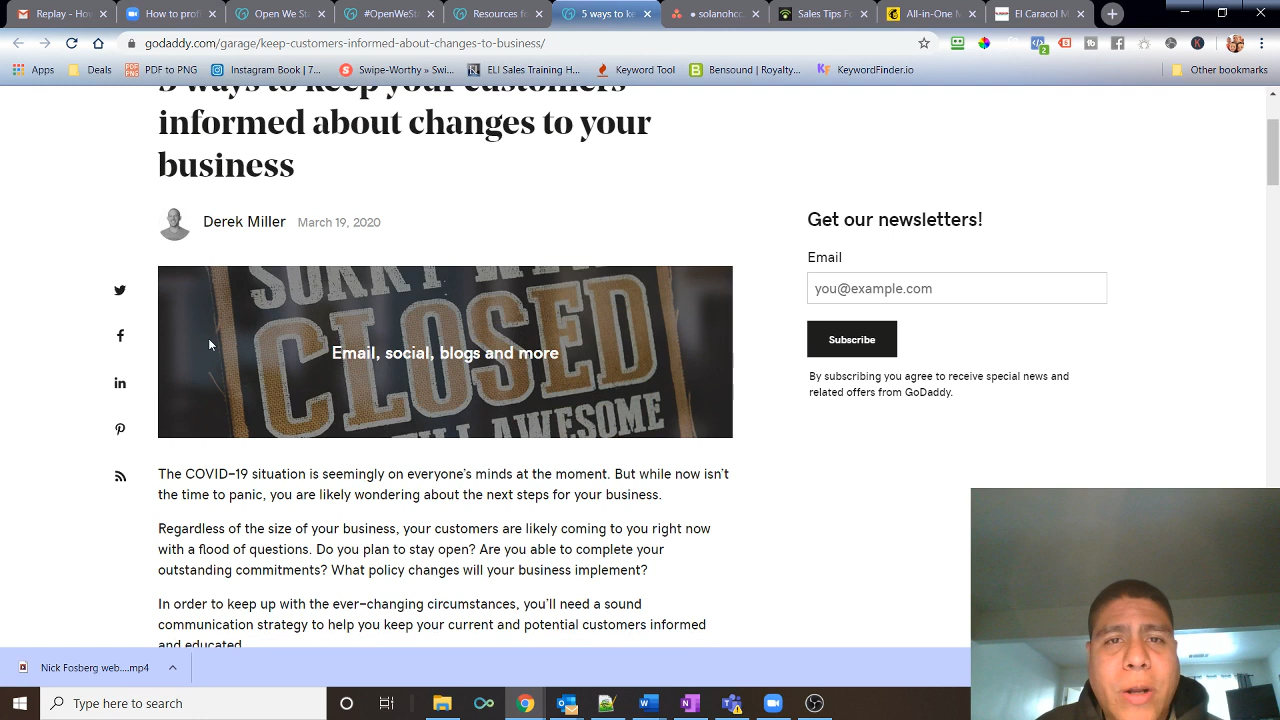 Replay - Hov
How to profi
Open We St
#OpenWeSta
Resources fo
5 ways to ke
● solanohcc.
Sales Tips Fo
All-in-One M
El Caracol M
godaddy.com/garage/keep-customers-informed-about-changes-to-business/
2
K
Apps
Deals
PDF to PNG
Instagram Book | 7...
Swipe-Worthy » Swi...
ELI Sales Training H...
Keyword Tool
Bensound | Royalty...
KeywordFinder.io
Other bookmarks
5 ways to keep your customers
informed about changes to your
business
Derek Miller March 19, 2020
SORRY WE'RE
CLOSED
STILL AWESOME
Email, social, blogs and more
The COVID-19 situation is seemingly on everyone's minds at the moment. But while now isn't
the time to panic, you are likely wondering about the next steps for your business.
Regardless of the size of your business, your customers are likely coming to you right now
with a flood of questions. Do you plan to stay open? Are you able to complete your
outstanding commitments? What policy changes will your business implement?
In order to keep up with the ever-changing circumstances, you'll need a sound
communication strategy to help you keep your current and potential customers informed
and educated.
Get our newsletters!
Email
you@example.com
Subscribe
By subscribing you agree to receive special news and
related offers from GoDaddy.
Nick Fosberg web....mp4
Type here to search